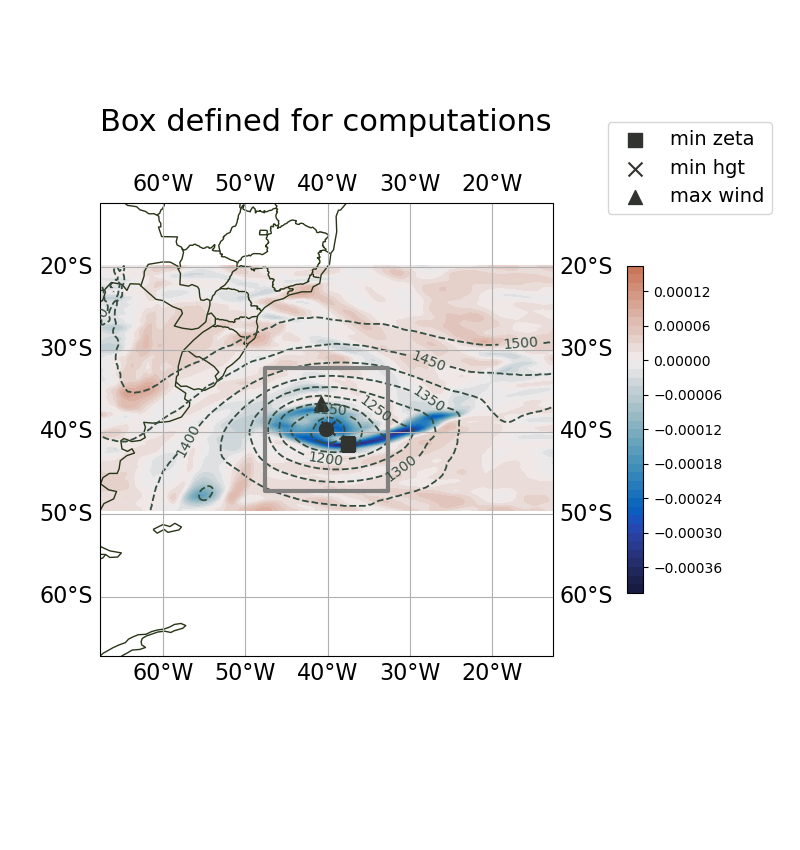 Box defined for computations
min zeta
min hgt
max wind
60°W 50°W 40°W 30°W 20°W
20°S 20°S
30°S 30°S
40°S 40°S
50°S 50°S
60°S 60°S
60°W 50°W 40°W 30°W 20°W
1500
1450
1350
1250
1400
1200
1300
0.00012
0.00006
0.00000
−0.00006
−0.00012
−0.00018
−0.00024
−0.00030
−0.00036